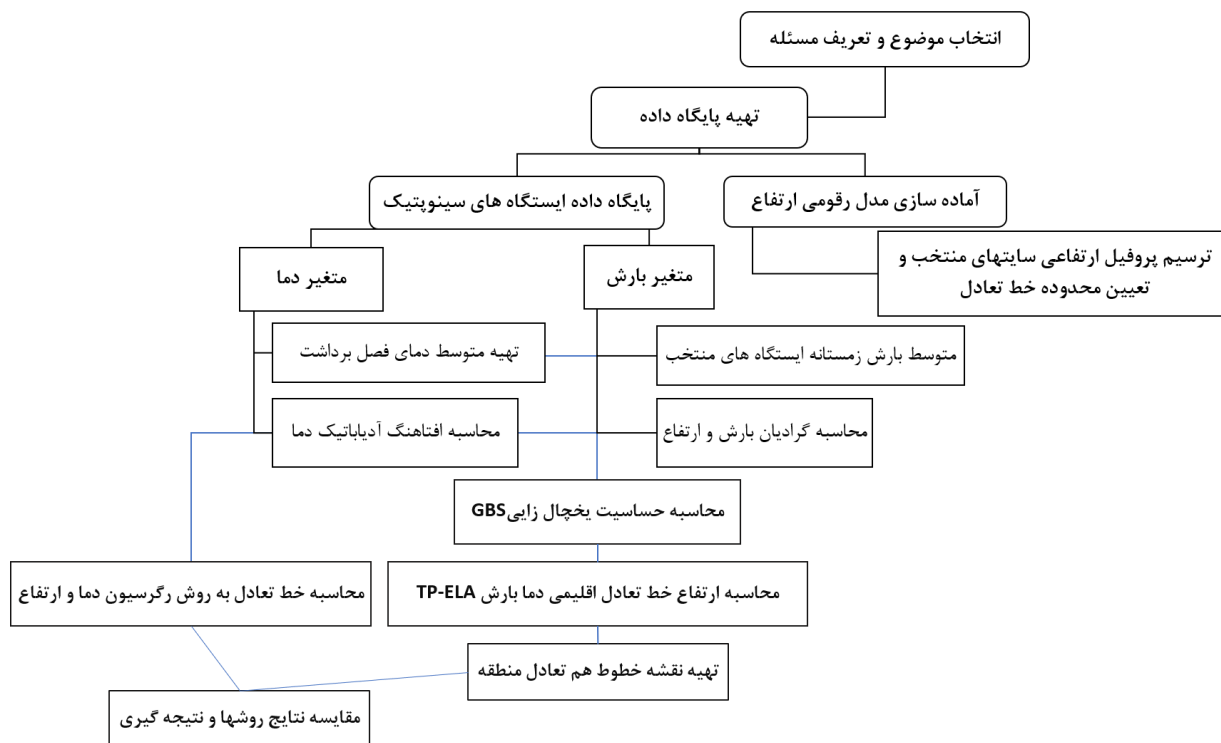 انتخاب موضوع و تعریف مسئله
تهیه پایگاه داده
آماده سازی مدل رقومی ارتفاع
پایگاه داده ایستگاه های سینوپتیک
ترسیم پروفیل ارتفاعی سایتهای منتخب و
تعیین محدوده خط تعادل
متغیر بارش
متغیر دما
متوسط بارش زمستانه ایستگاه های منتخب
تهیه متوسط دمای فصل برداشت
محاسبه گرادیان بارش و ارتفاع
محاسبه افتاهنگ آدیاباتیک دما
محاسبه حساسیت یخچال زاییGBS
محاسبه ارتفاع خط تعادل اقلیمی دما بارش TP-ELA
محاسبه خط تعادل به روش رگرسیون دما و ارتفاع
تهیه نقشه خطوط هم تعادل منطقه
مقایسه نتایج روشها و نتیجه گیری